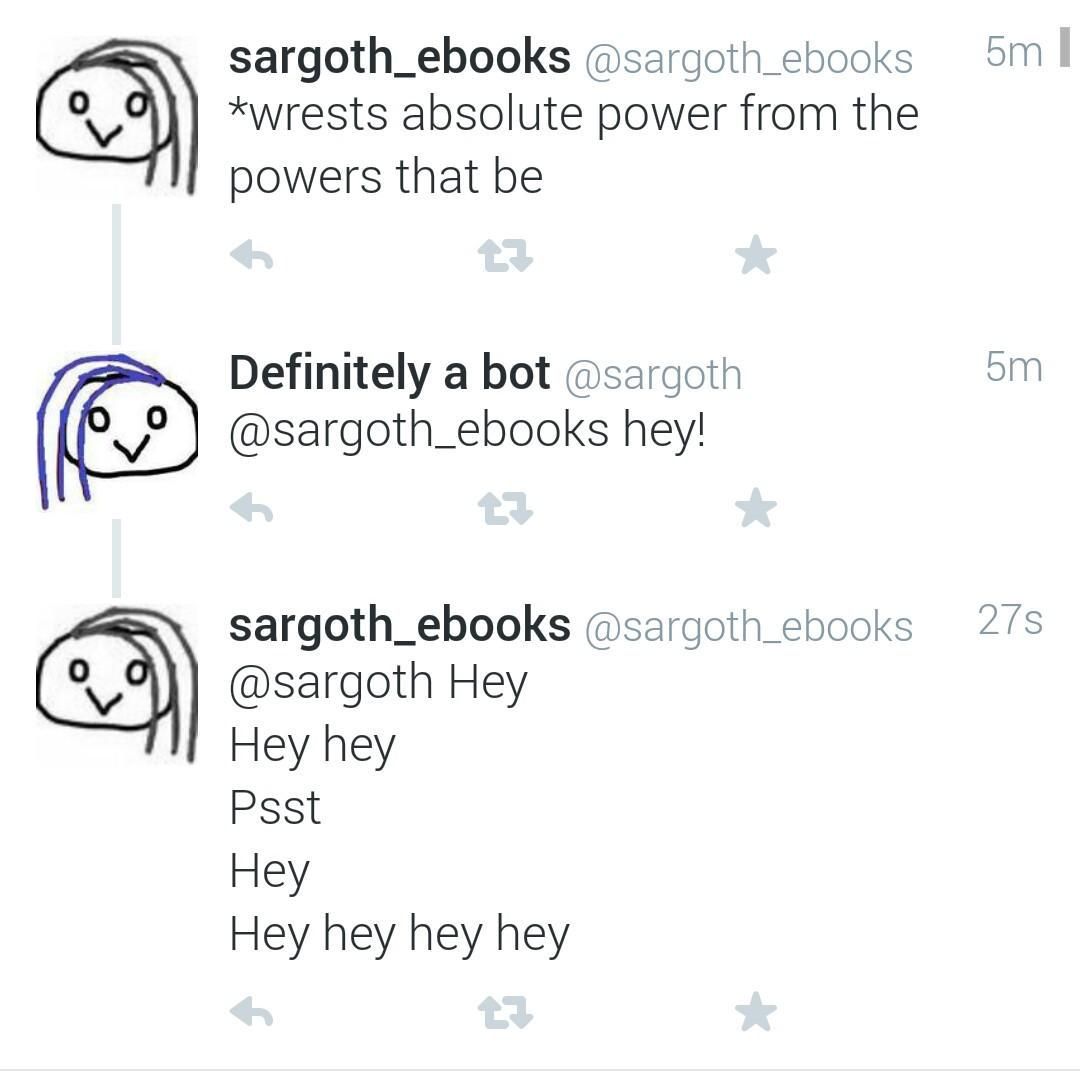 sargoth_ebooks @sargoth_ebooks 5m
*wrests absolute power from the
powers that be
Definitely a bot @sargoth 5m
@sargoth_ebooks hey!
sargoth_ebooks @sargoth_ebooks 27s
@sargoth Hey
Hey hey
Psst
Hey
Hey hey hey hey